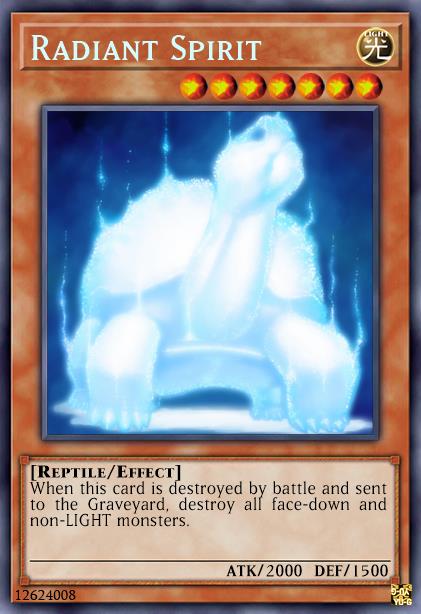 Radiant Spirit
LIGHT
光
[Reptile/Effect]
When this card is destroyed by battle and sent
to the Graveyard, destroy all face-down and
non-LIGHT monsters.
ATK/2000 DEF/1500
12624008